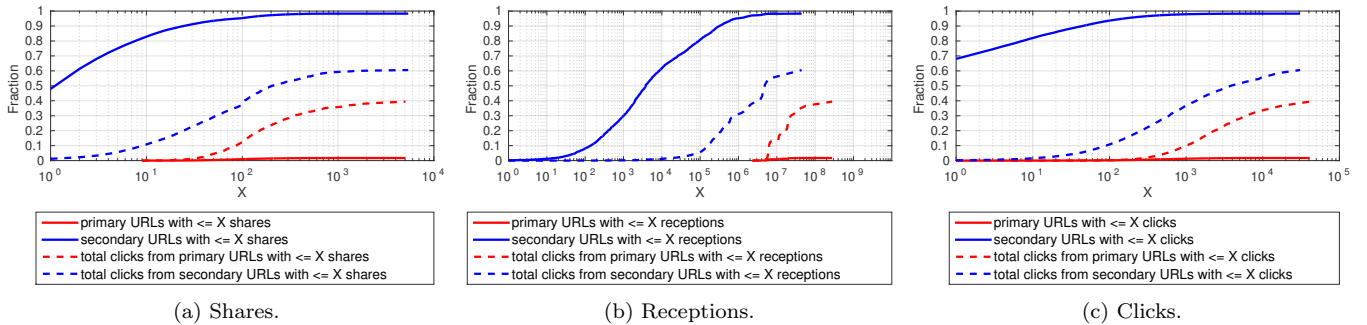 Fraction
1
0.9
0.8
0.7
0.6
0.5
0.4
0.3
0.2
0.1
0
10^0 10^1 10^2 10^3 10^4
X
primary URLs with <= X shares
secondary URLs with <= X shares
total clicks from primary URLs with <= X shares
total clicks from secondary URLs with <= X shares
(a) Shares.
Fraction
1
0.9
0.8
0.7
0.6
0.5
0.4
0.3
0.2
0.1
0
10^0 10^1 10^2 10^3 10^4 10^5 10^6 10^7 10^8 10^9
X
primary URLs with <= X receptions
secondary URLs with <= X receptions
total clicks from primary URLs with <= X receptions
total clicks from secondary URLs with <= X receptions
(b) Receptions.
Fraction
1
0.9
0.8
0.7
0.6
0.5
0.4
0.3
0.2
0.1
0
10^0 10^1 10^2 10^3 10^4 10^5
X
primary URLs with <= X clicks
secondary URLs with <= X clicks
total clicks from primary URLs with <= X clicks
total clicks from secondary URLs with <= X clicks
(c) Clicks.